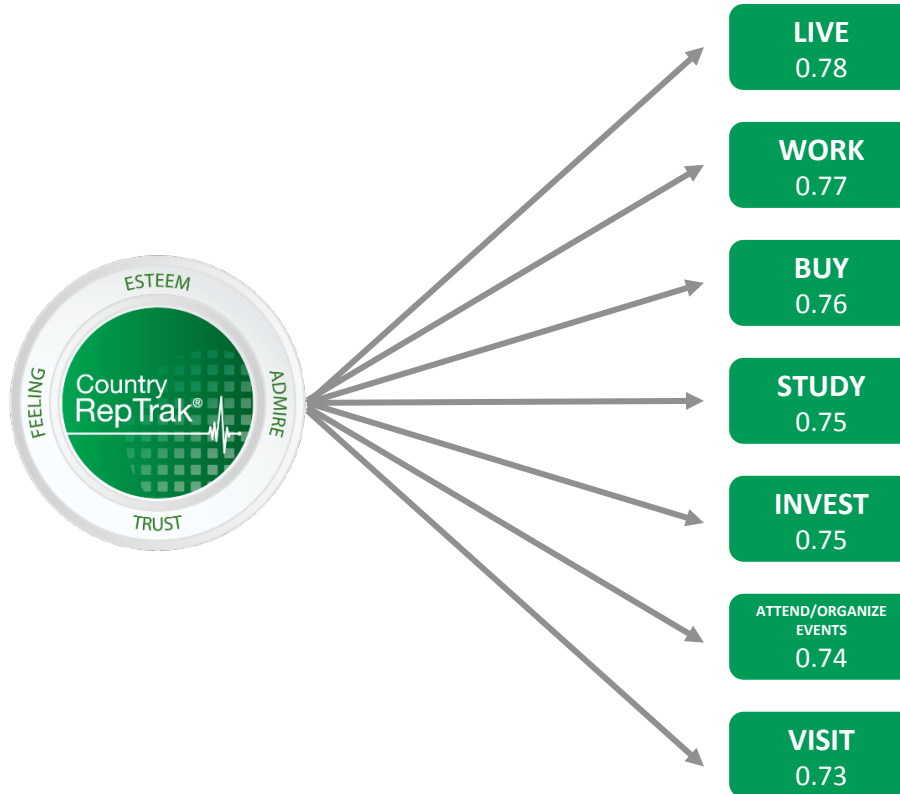 LIVE
0.78
WORK
0.77
BUY
0.76
STUDY
0.75
INVEST
0.75
ATTEND/ORGANIZE
EVENTS
0.74
VISIT
0.73
ESTEEM
FEELING
Country
RepTrak®
ADMIRE
TRUST